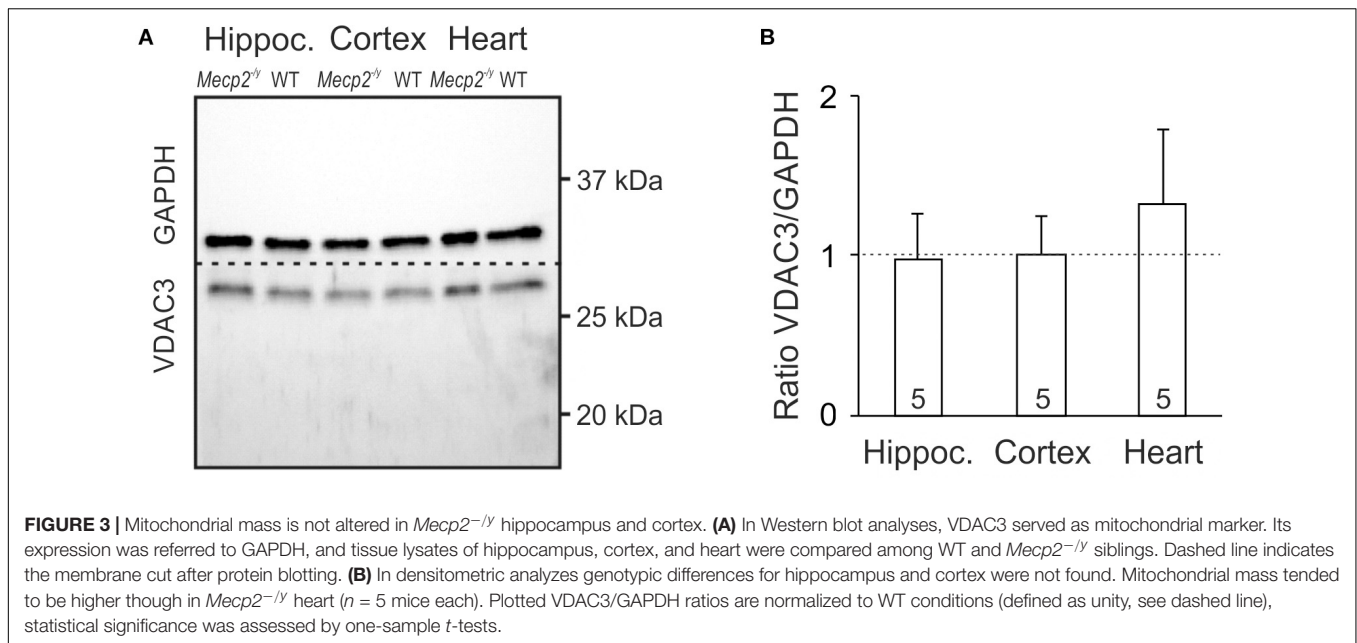 A
Hippoc. Cortex Heart
Mecp2-/y WT Mecp2-/y WT Mecp2-/y WT
GAPDH
VDAC3
37 kDa
25 kDa
20 kDa
B
Ratio VDAC3/GAPDH
2
1
0
5 5 5
Hippoc. Cortex Heart
FIGURE 3 | Mitochondrial mass is not altered in Mecp2−/y hippocampus and cortex. (A) In Western blot analyses, VDAC3 served as mitochondrial marker. Its
expression was referred to GAPDH, and tissue lysates of hippocampus, cortex, and heart were compared among WT and Mecp2−/y siblings. Dashed line indicates
the membrane cut after protein blotting. (B) In densitometric analyzes genotypic differences for hippocampus and cortex were not found. Mitochondrial mass tended
to be higher though in Mecp2−/y heart (n = 5 mice each). Plotted VDAC3/GAPDH ratios are normalized to WT conditions (defined as unity, see dashed line),
statistical significance was assessed by one-sample t-tests.